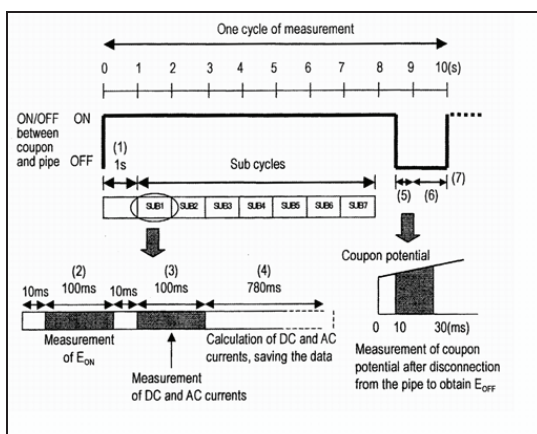 One cycle of measurement
0 1 2 3 4 5 6 7 8 9 10(s)
ON/OFF between coupon and pipe
ON
OFF
(1)
1s
Sub cycles
(5) (6) (7)
SUB1 SUB2 SUB3 SUB4 SUB5 SUB6 SUB7
(2) (3) (4)
10ms 100ms 10ms 100ms 780ms
Measurement
of E_ON
Measurement
of DC and AC currents
Calculation of DC and AC
currents, saving the data
Coupon potential
0 10 30(ms)
Measurement of coupon
potential after disconnection
from the pipe to obtain E_OFF